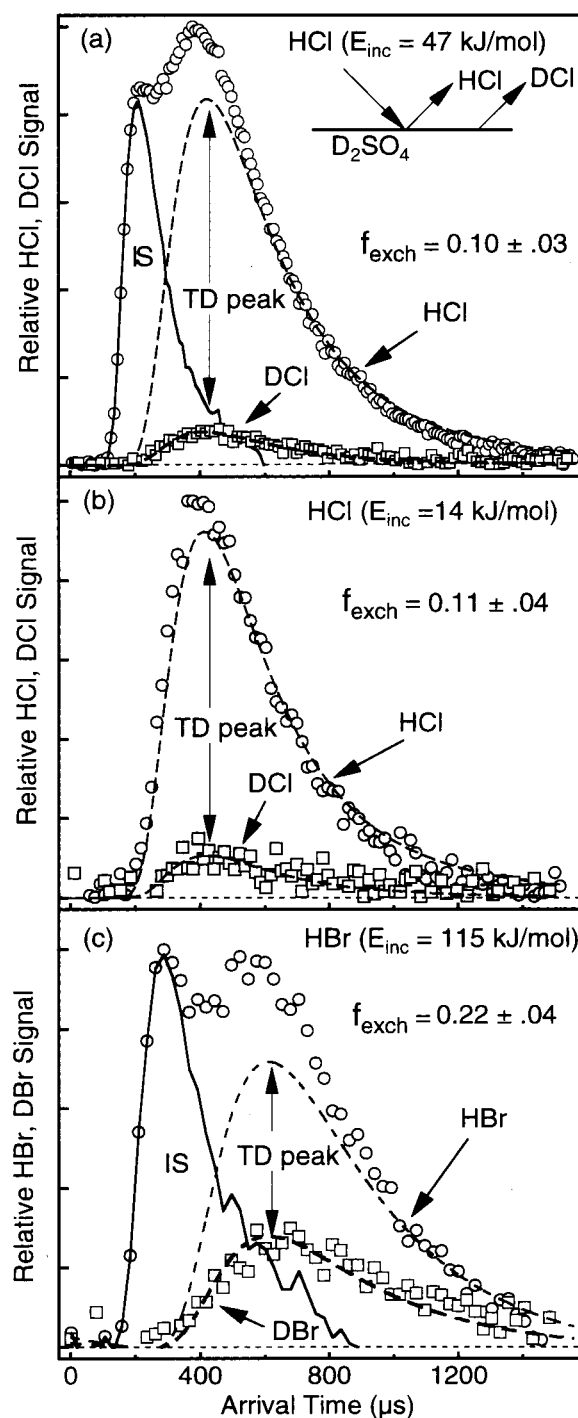 (a)
HCl (E_inc = 47 kJ/mol)
HCl
DCl
D₂SO₄
f_exch = 0.10 ± .03
IS
TD peak
HCl
DCl
Relative HCl, DCl Signal
(b)
HCl (E_inc =14 kJ/mol)
f_exch = 0.11 ± .04
TD peak
HCl
DCl
Relative HCl, DCl Signal
(c)
HBr (E_inc = 115 kJ/mol)
f_exch = 0.22 ± .04
HBr
TD peak
IS
DBr
Relative HBr, DBr Signal
0 400 800 1200
Arrival Time (µs)